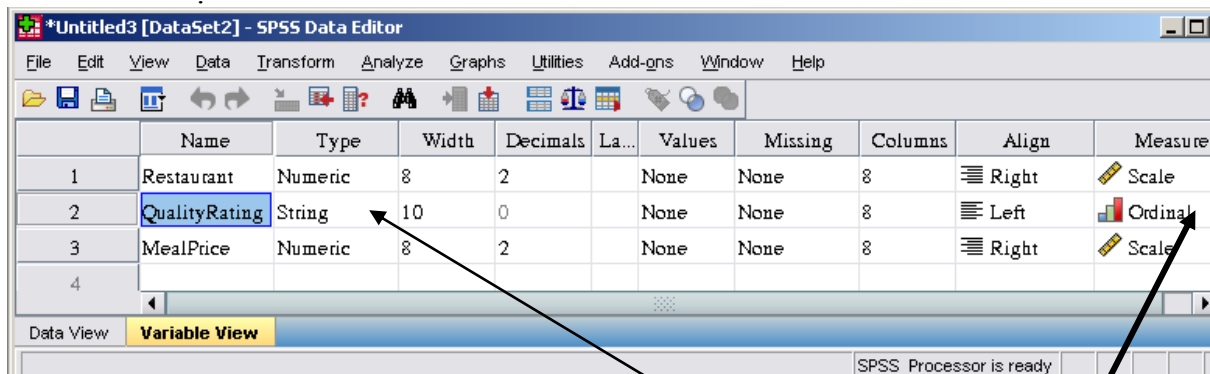 *Untitled3 [DataSet2] - SPSS Data Editor
File Edit View Data Transform Analyze Graphs Utilities Add-ons Window Help
Name Type Width Decimals La... Values Missing Columns Align Measure
1 Restaurant Numeric 8 2 None None 8 Right Scale
2 QualityRating String 10 0 None None 8 Left Ordinal
3 MealPrice Numeric 8 2 None None 8 Right Scale
4
Data View Variable View
SPSS Processor is ready